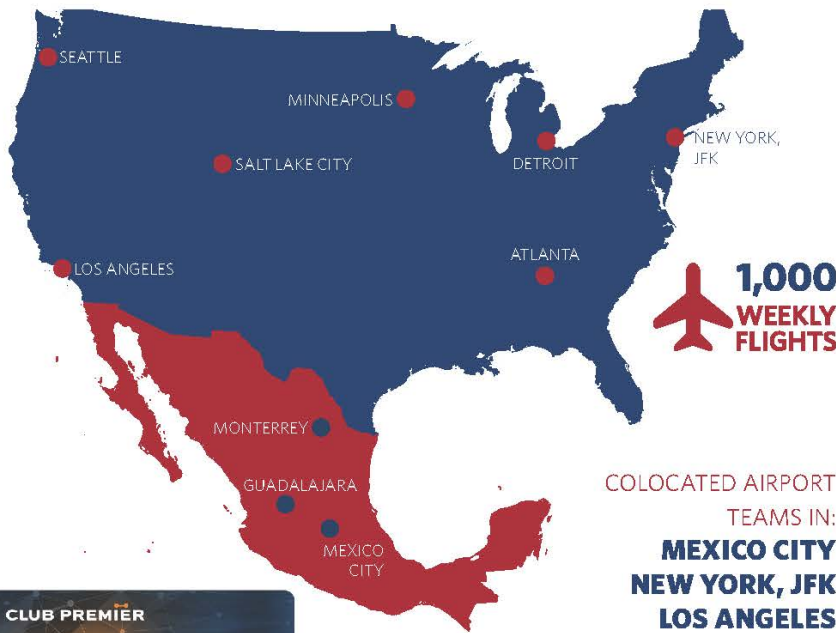 SEATTLE
MINNEAPOLIS
NEW YORK,
JFK
SALT LAKE CITY
DETROIT
LOS ANGELES
ATLANTA
1,000
WEEKLY
FLIGHTS
MONTERREY
GUADALAJARA
MEXICO
CITY
COLOCATED AIRPORT
TEAMS IN:
MEXICO CITY
NEW YORK, JFK
LOS ANGELES
CLUB PREMIER